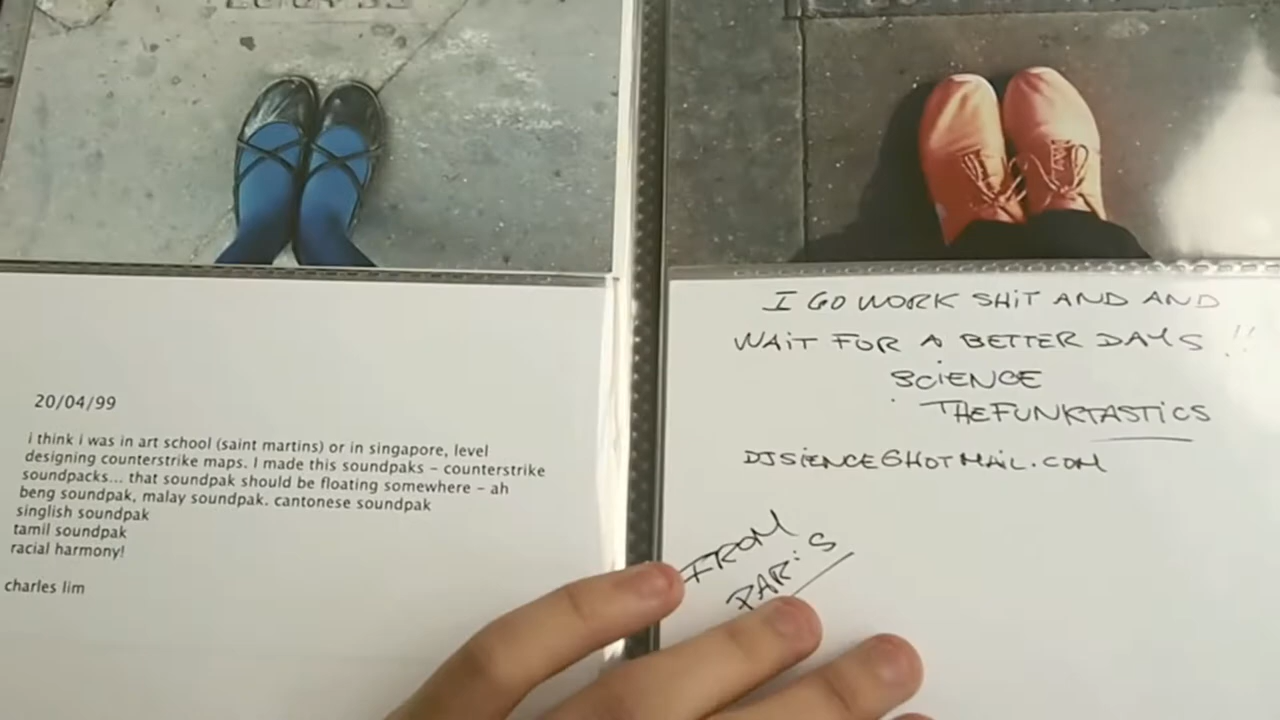 20/04/99
i think i was in art school (saint martins) or in singapore, level
designing counterstrike maps. I made this soundpaks – counterstrike
soundpacks... that soundpak should be floating somewhere – ah
beng soundpak, malay soundpak. cantonese soundpak
singlish soundpak
tamil soundpak
racial harmony!
charles lim
I GO WORK SHIT AND AND
WAIT FOR A BETTER DAYS !!
SCIENCE
THEFUNKTASTICS
DJSIENCE@HOTMAIL.COM
FROM
PARIS